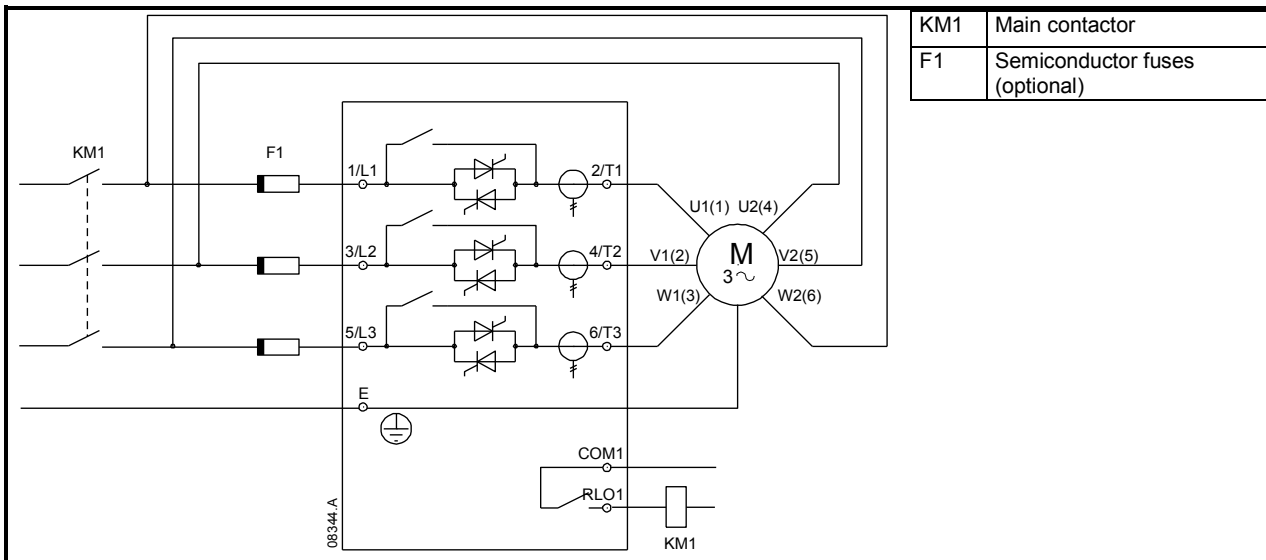 KM1 Main contactor
F1 Semiconductor fuses
(optional)
KM1
F1
1/L1
2/T1
U1(1) U2(4)
3/L2
4/T2
V1(2)
M
3~
V2(5)
W1(3)
W2(6)
5/L3
6/T3
E
COM1
RLO1
KM1
08344.A